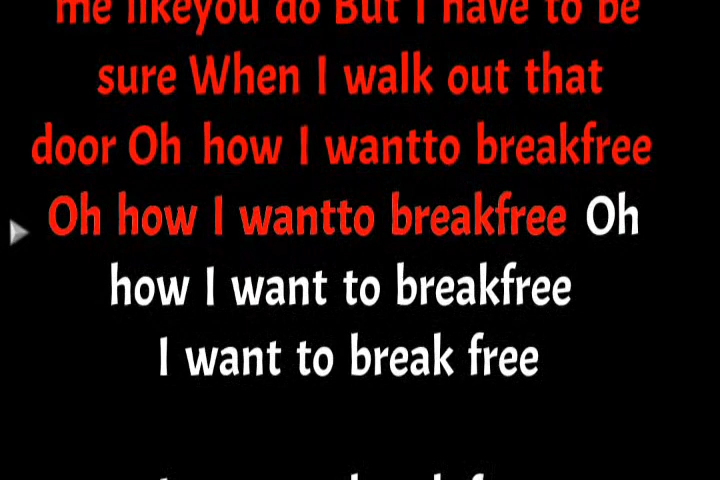 me likeyou do But I have to be
sure When I walk out that
door Oh how I wantto breakfree
Oh how I wantto breakfree Oh
how I want to breakfree
I want to break free